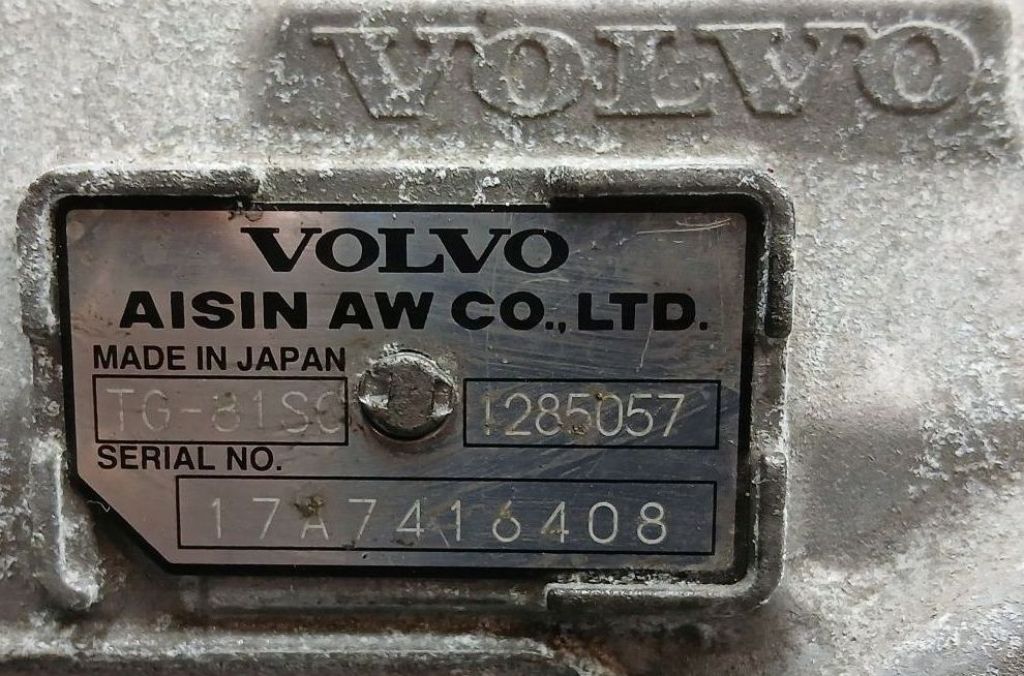 VOLVO
VOLVO
AISIN AW CO., LTD.
MADE IN JAPAN
TG-81SC 1285057
SERIAL NO.
17A7416408